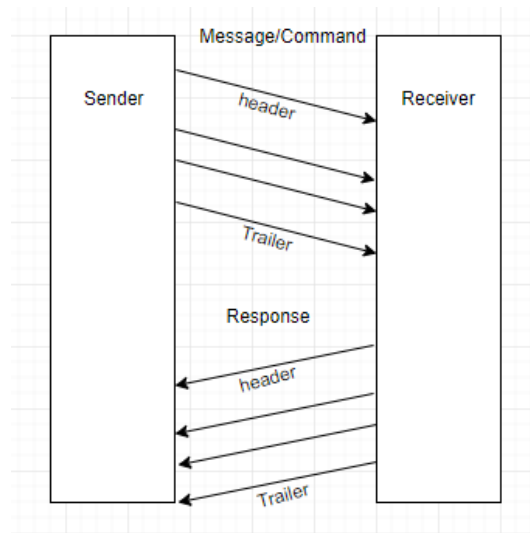 Message/Command
Sender
header
Receiver
Trailer
Response
header
Trailer